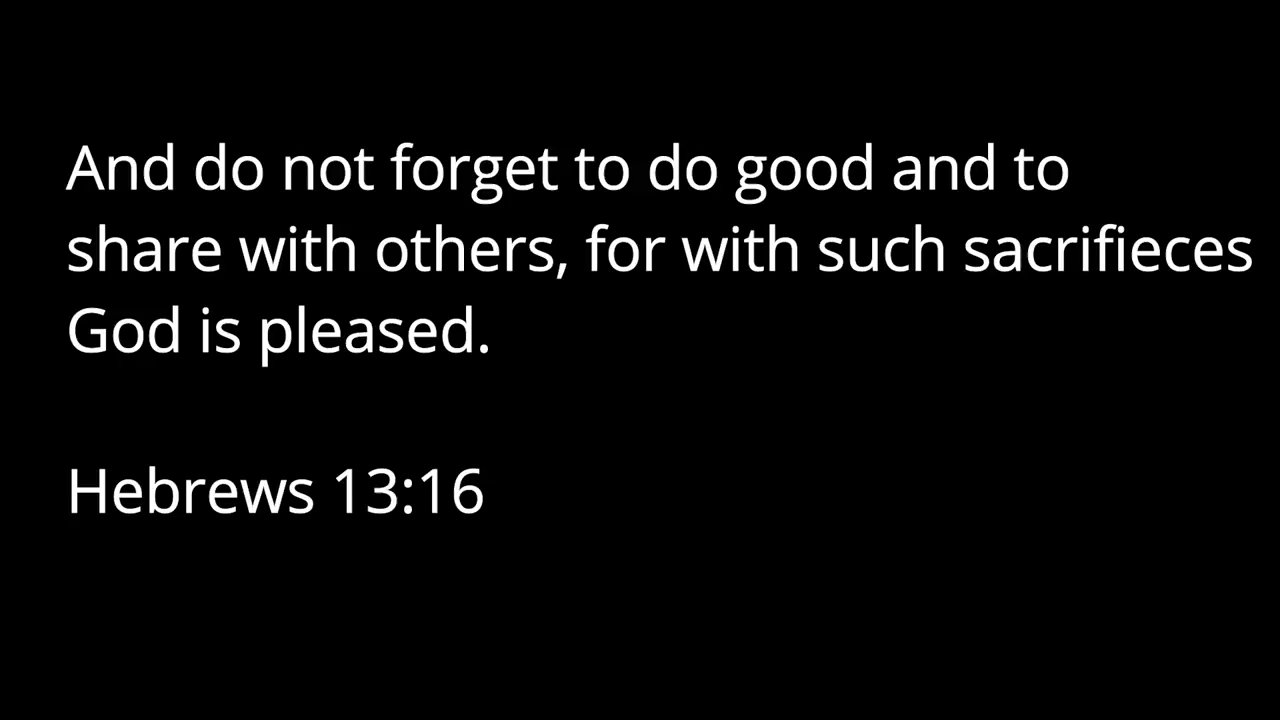 And do not forget to do good and to
share with others, for with such sacrifieces
God is pleased.
Hebrews 13:16